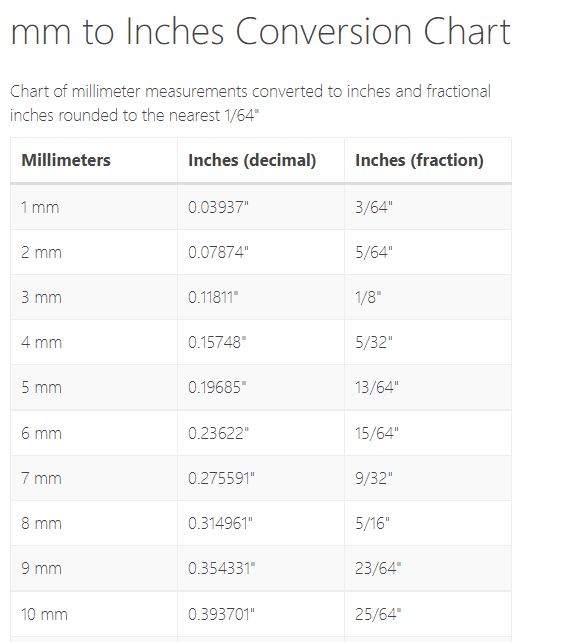 mm to Inches Conversion Chart
Chart of millimeter measurements converted to inches and fractional
inches rounded to the nearest 1/64"
Millimeters Inches (decimal) Inches (fraction)
1 mm 0.03937" 3/64"
2 mm 0.07874" 5/64"
3 mm 0.11811" 1/8"
4 mm 0.15748" 5/32"
5 mm 0.19685" 13/64"
6 mm 0.23622" 15/64"
7 mm 0.275591" 9/32"
8 mm 0.314961" 5/16"
9 mm 0.354331" 23/64"
10 mm 0.393701" 25/64"